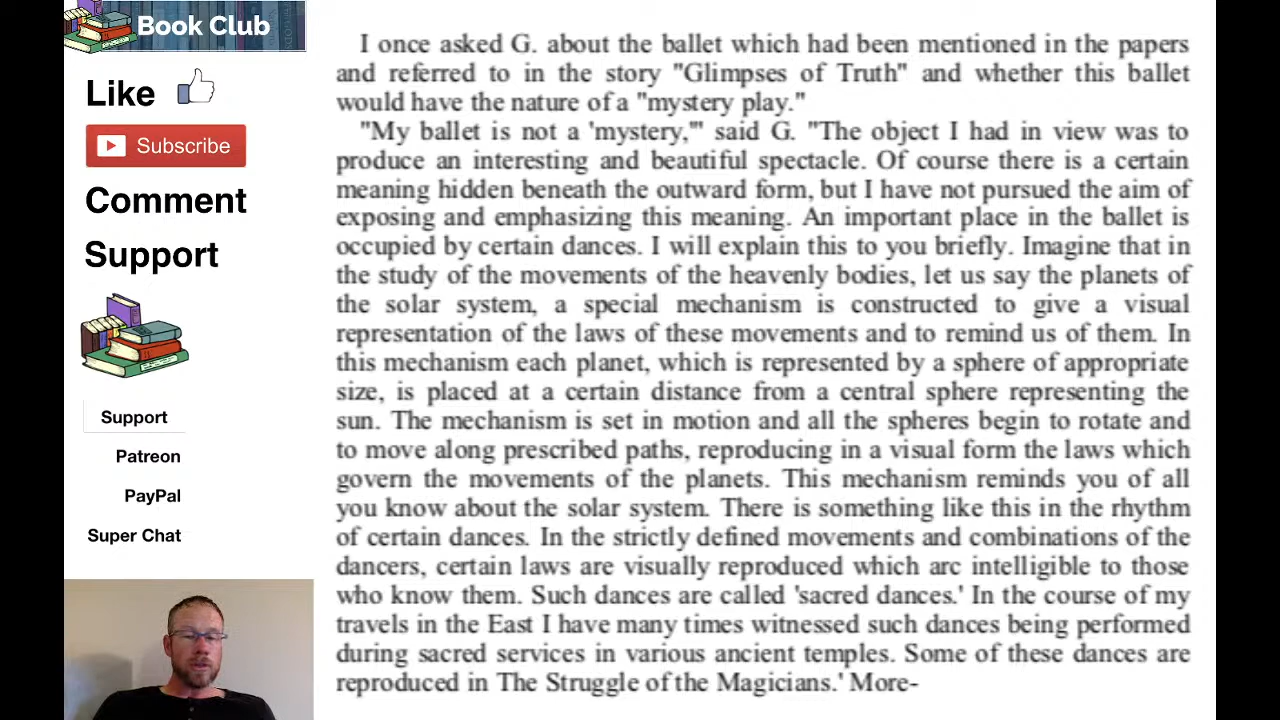 Book Club
Like
Subscribe
Comment
Support
Support
Patreon
PayPal
Super Chat
I once asked G. about the ballet which had been mentioned in the papers
and referred to in the story "Glimpses of Truth" and whether this ballet
would have the nature of a "mystery play."
"My ballet is not a 'mystery,'" said G. "The object I had in view was to
produce an interesting and beautiful spectacle. Of course there is a certain
meaning hidden beneath the outward form, but I have not pursued the aim of
exposing and emphasizing this meaning. An important place in the ballet is
occupied by certain dances. I will explain this to you briefly. Imagine that in
the study of the movements of the heavenly bodies, let us say the planets of
the solar system, a special mechanism is constructed to give a visual
representation of the laws of these movements and to remind us of them. In
this mechanism each planet, which is represented by a sphere of appropriate
size, is placed at a certain distance from a central sphere representing the
sun. The mechanism is set in motion and all the spheres begin to rotate and
to move along prescribed paths, reproducing in a visual form the laws which
govern the movements of the planets. This mechanism reminds you of all
you know about the solar system. There is something like this in the rhythm
of certain dances. In the strictly defined movements and combinations of the
dancers, certain laws are visually reproduced which arc intelligible to those
who know them. Such dances are called 'sacred dances.' In the course of my
travels in the East I have many times witnessed such dances being performed
during sacred services in various ancient temples. Some of these dances are
reproduced in The Struggle of the Magicians.' More-